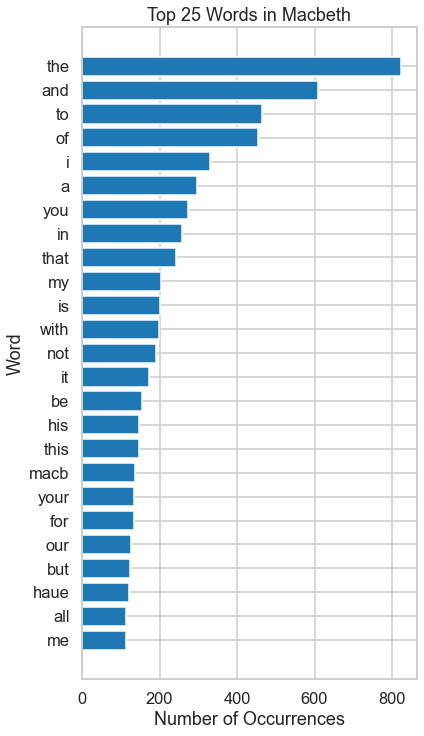 Top 25 Words in Macbeth
the
and
to
of
i
a
you
in
that
my
is
with
not
it
be
his
this
macb
your
for
our
but
haue
all
me
Word
0 200 400 600 800
Number of Occurrences